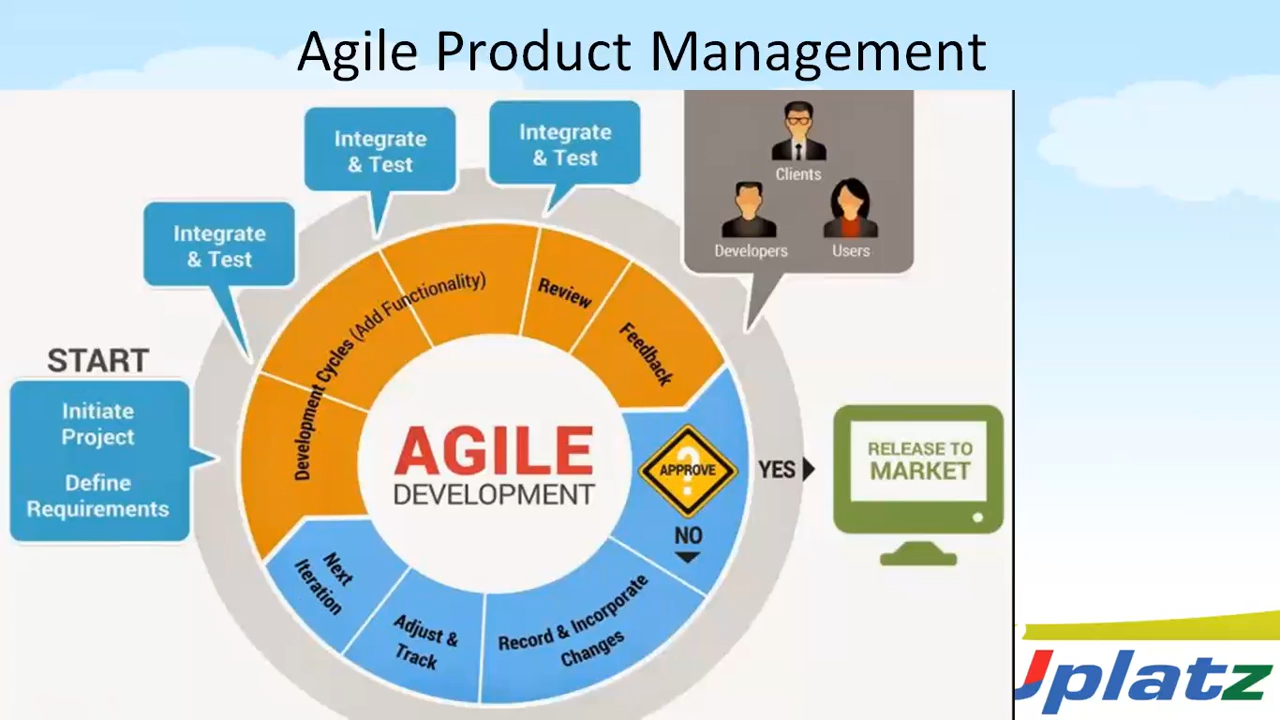 Agile Product Management
Integrate
& Test
Integrate
& Test
Integrate
& Test
Clients
Developers
Users
START
Initiate
Project
Define
Requirements
Development Cycles (Add Functionality)
Review
Feedback
AGILE
DEVELOPMENT
?
APPROVE
YES
NO
RELEASE TO
MARKET
Record & Incorporate
Changes
Adjust &
Track
Next
Iteration
Uplatz